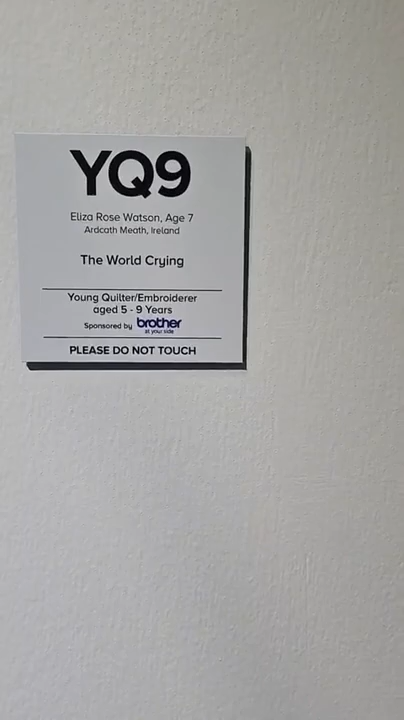 YQ9
Eliza Rose Watson, Age 7
Ardcath Meath, Ireland
The World Crying
Young Quilter/Embroiderer
aged 5 - 9 Years
Sponsored by brother
at your side
PLEASE DO NOT TOUCH